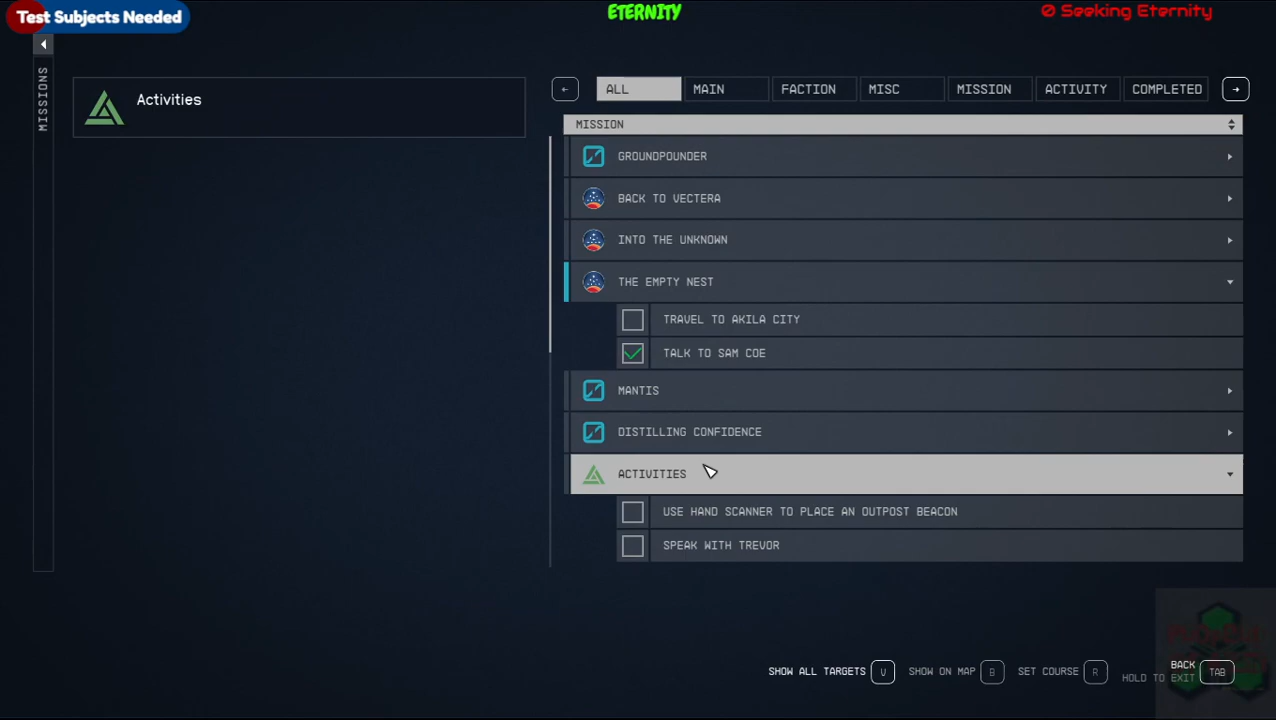 Test Subjects Needed
ETERNITY
0 Seeking Eternity
MISSIONS
Activities
ALL
MAIN
FACTION
MISC
MISSION
ACTIVITY
COMPLETED
MISSION
GROUNDPOUNDER
BACK TO VECTERA
INTO THE UNKNOWN
THE EMPTY NEST
TRAVEL TO AKILA CITY
TALK TO SAM COE
MANTIS
DISTILLING CONFIDENCE
ACTIVITIES
USE HAND SCANNER TO PLACE AN OUTPOST BEACON
SPEAK WITH TREVOR
SHOW ALL TARGETS V
SHOW ON MAP B
SET COURSE R
BACK
HOLD TO EXIT
TAB